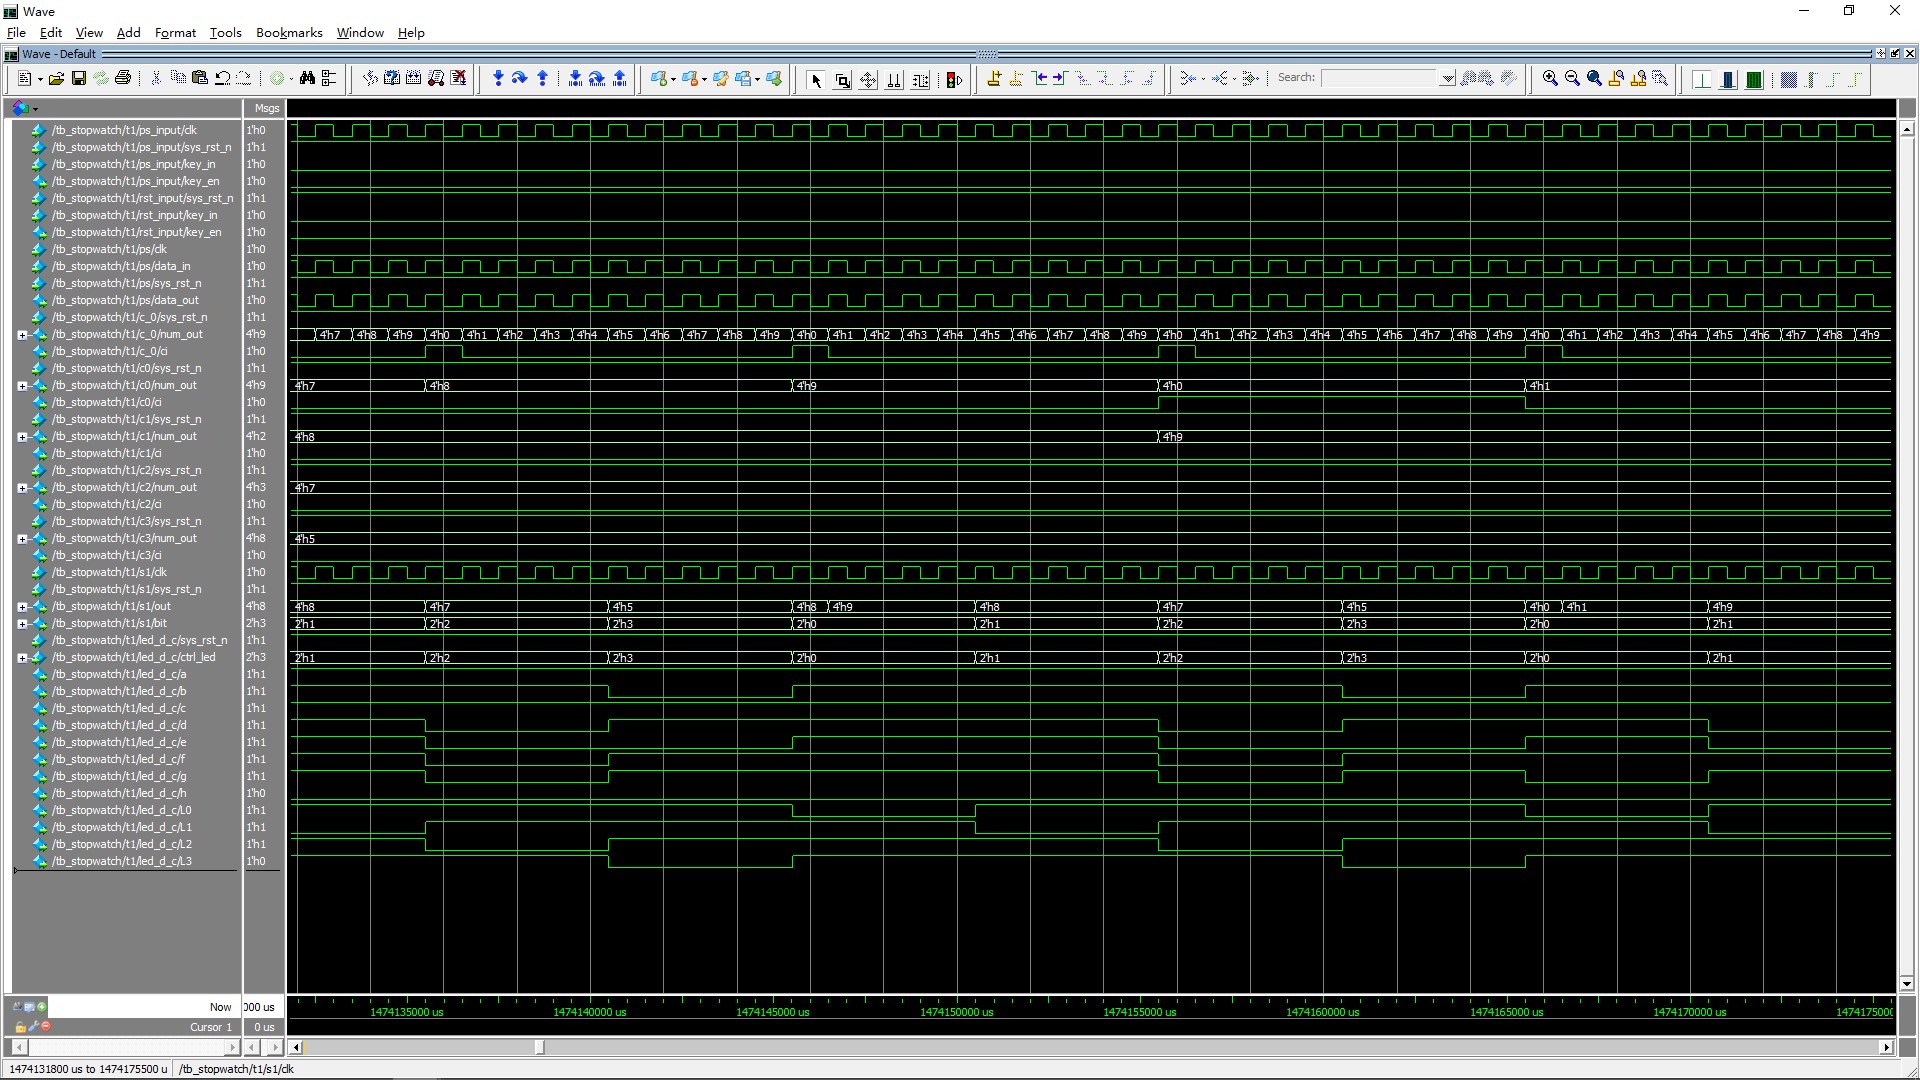 Wave
File Edit View Add Format Tools Bookmarks Window Help
Wave - Default
Search:
Msgs
/tb_stopwatch/t1/ps_input/clk 1'h0
/tb_stopwatch/t1/ps_input/sys_rst_n 1'h1
/tb_stopwatch/t1/ps_input/key_in 1'h0
/tb_stopwatch/t1/ps_input/key_en 1'h0
/tb_stopwatch/t1/rst_input/sys_rst_n 1'h1
/tb_stopwatch/t1/rst_input/key_in 1'h0
/tb_stopwatch/t1/rst_input/key_en 1'h0
/tb_stopwatch/t1/ps/clk 1'h0
/tb_stopwatch/t1/ps/data_in 1'h0
/tb_stopwatch/t1/ps/sys_rst_n 1'h1
/tb_stopwatch/t1/ps/data_out 1'h0
/tb_stopwatch/t1/c_0/sys_rst_n 1'h1
/tb_stopwatch/t1/c_0/num_out 4'h9 4'h7 4'h8 4'h9 4'h0 4'h1 4'h2 4'h3 4'h4 4'h5 4'h6 4'h7 4'h8 4'h9 4'h0 4'h1 4'h2 4'h3 4'h4 4'h5 4'h6 4'h7 4'h8 4'h9 4'h0 4'h1 4'h2 4'h3 4'h4 4'h5 4'h6 4'h7 4'h8 4'h9 4'h0 4'h1 4'h2 4'h3 4'h4 4'h5 4'h6 4'h7 4'h8 4'h9
/tb_stopwatch/t1/c_0/ci 1'h0
/tb_stopwatch/t1/c0/sys_rst_n 1'h1
/tb_stopwatch/t1/c0/num_out 4'h9 4'h7 4'h8 4'h9 4'h0 4'h1
/tb_stopwatch/t1/c0/ci 1'h0
/tb_stopwatch/t1/c1/sys_rst_n 1'h1
/tb_stopwatch/t1/c1/num_out 4'h2 4'h8 4'h9
/tb_stopwatch/t1/c1/ci 1'h0
/tb_stopwatch/t1/c2/sys_rst_n 1'h1
/tb_stopwatch/t1/c2/num_out 4'h3 4'h7
/tb_stopwatch/t1/c2/ci 1'h0
/tb_stopwatch/t1/c3/sys_rst_n 1'h1
/tb_stopwatch/t1/c3/num_out 4'h8 4'h5
/tb_stopwatch/t1/c3/ci 1'h0
/tb_stopwatch/t1/s1/clk 1'h0
/tb_stopwatch/t1/s1/sys_rst_n 1'h1
/tb_stopwatch/t1/s1/out 4'h8 4'h8 4'h7 4'h5 4'h8 4'h9 4'h8 4'h7 4'h5 4'h0 4'h1 4'h9
/tb_stopwatch/t1/s1/bit 2'h3 2'h1 2'h2 2'h3 2'h0 2'h1 2'h2 2'h3 2'h0 2'h1
/tb_stopwatch/t1/led_d_c/sys_rst_n 1'h1
/tb_stopwatch/t1/led_d_c/ctrl_led 2'h3 2'h1 2'h2 2'h3 2'h0 2'h1 2'h2 2'h3 2'h0 2'h1
/tb_stopwatch/t1/led_d_c/a 1'h1
/tb_stopwatch/t1/led_d_c/b 1'h1
/tb_stopwatch/t1/led_d_c/c 1'h1
/tb_stopwatch/t1/led_d_c/d 1'h1
/tb_stopwatch/t1/led_d_c/e 1'h1
/tb_stopwatch/t1/led_d_c/f 1'h1
/tb_stopwatch/t1/led_d_c/g 1'h1
/tb_stopwatch/t1/led_d_c/h 1'h0
/tb_stopwatch/t1/led_d_c/L0 1'h1
/tb_stopwatch/t1/led_d_c/L1 1'h1
/tb_stopwatch/t1/led_d_c/L2 1'h1
/tb_stopwatch/t1/led_d_c/L3 1'h0
Now 000 us
1474135000 us 1474140000 us 1474145000 us 1474150000 us 1474155000 us 1474160000 us 1474165000 us 1474170000 us 1474175000
Cursor 1 0 us
1474131800 us to 1474175500 u /tb_stopwatch/t1/s1/clk